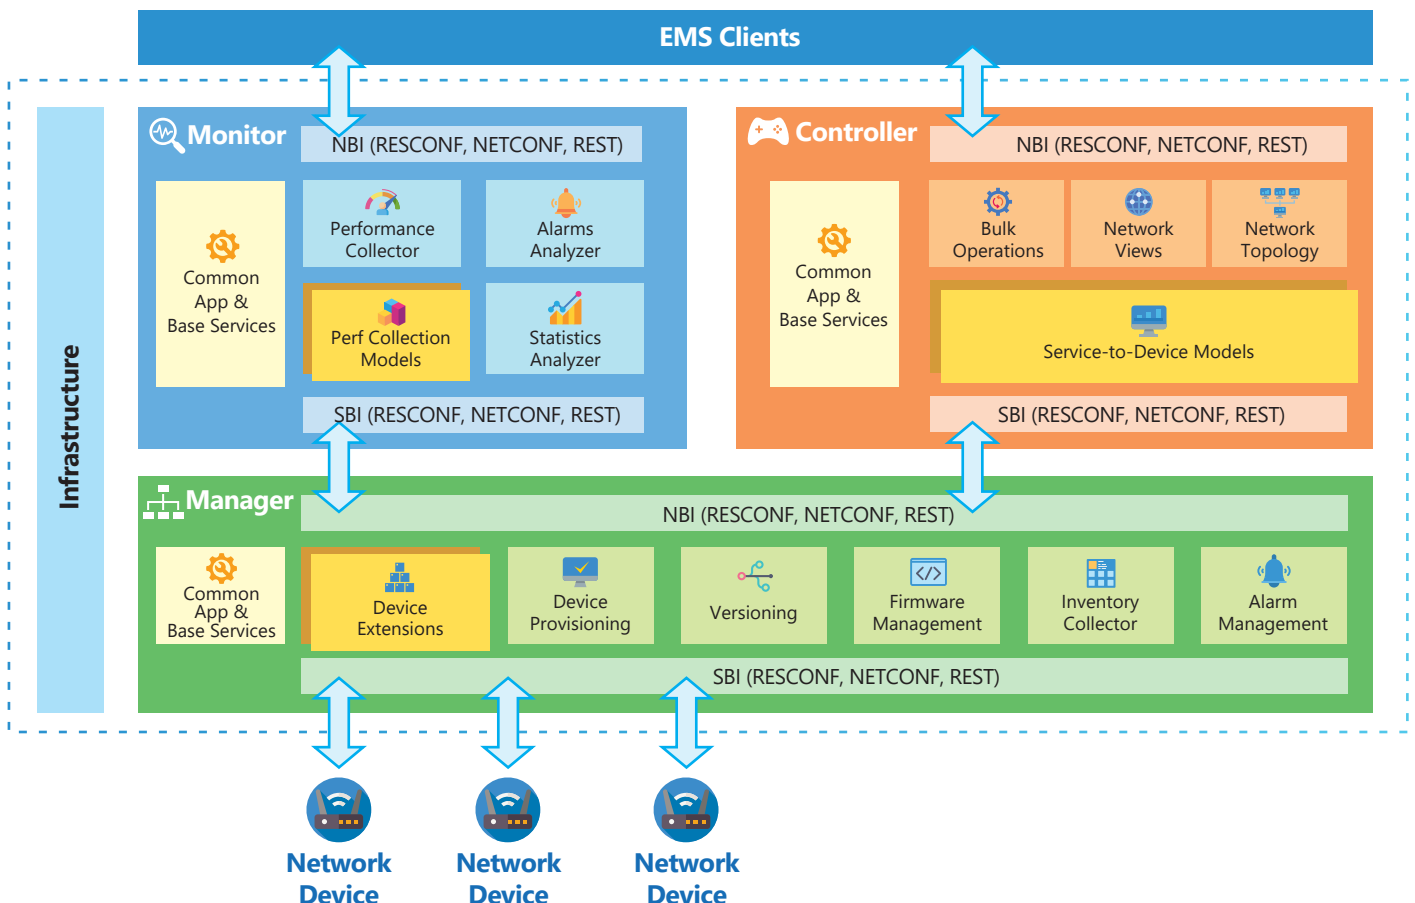 EMS Clients
Infrastructure
Monitor
NBI (RESCONF, NETCONF, REST)
Common
App &
Base Services
Performance
Collector
Alarms
Analyzer
Perf Collection
Models
Statistics
Analyzer
SBI (RESCONF, NETCONF, REST)
Controller
NBI (RESCONF, NETCONF, REST)
Common
App &
Base Services
Bulk
Operations
Network
Views
Network
Topology
Service-to-Device Models
SBI (RESCONF, NETCONF, REST)
Manager
NBI (RESCONF, NETCONF, REST)
Common
App &
Base Services
Device
Extensions
Device
Provisioning
Versioning
Firmware
Management
Inventory
Collector
Alarm
Management
SBI (RESCONF, NETCONF, REST)
Network
Device
Network
Device
Network
Device